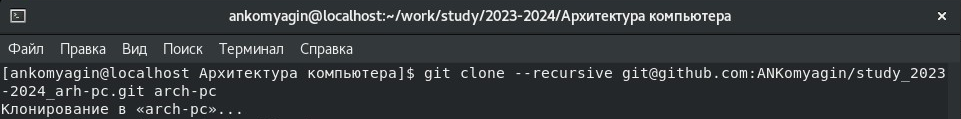 ankomyagin@localhost:~/work/study/2023-2024/Архитектура компьютера
Файл Правка Вид Поиск Терминал Справка
[ankomyagin@localhost Архитектура компьютера]$ git clone --recursive git@github.com:ANKomyagin/study_2023
-2024_arh-pc.git arch-pc
Клонирование в «arch-pc»...